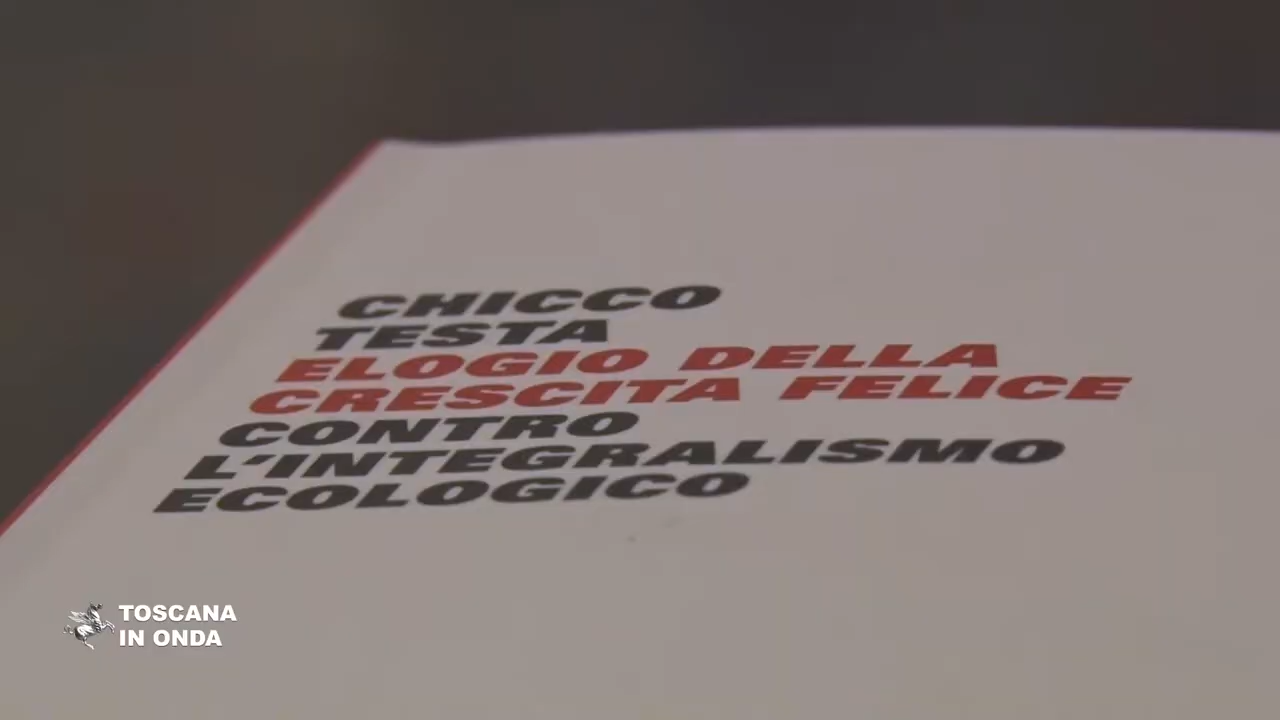 CHICCO
TESTA
ELOGIO DELLA
CRESCITA FELICE
CONTRO
L'INTEGRALISMO
ECOLOGICO
TOSCANA
IN ONDA